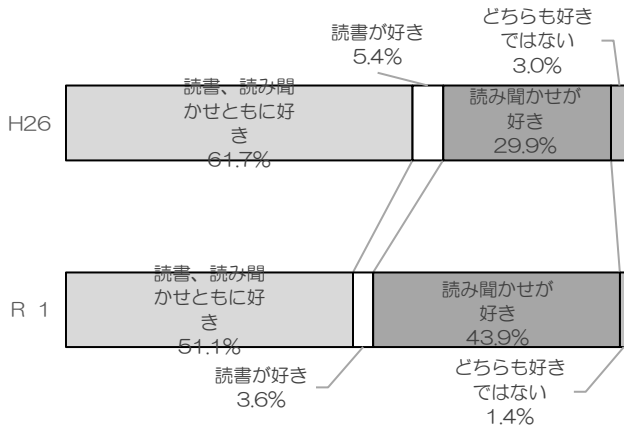 読書が好き
5.4%
どちらも好き
ではない
3.0%
H26
読書、読み聞
かせともに好
き
61.7%
読み聞かせが
好き
29.9%
R 1
読書、読み聞
かせともに好
き
51.1%
読み聞かせが
好き
43.9%
読書が好き
3.6%
どちらも好き
ではない
1.4%